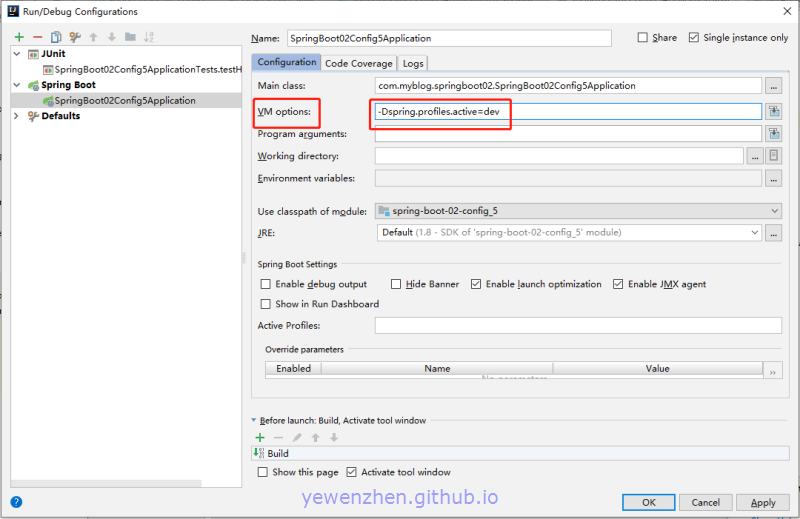 Run/Debug Configurations
Name: SpringBoot02Config5Application
Share
Single instance only
JUnit
SpringBoot02Config5ApplicationTests.testH
Spring Boot
SpringBoot02Config5Application
Defaults
Configuration Code Coverage Logs
Main class: com.myblog.springboot02.SpringBoot02Config5Application ...
VM options: -Dspring.profiles.active=dev
Program arguments:
Working directory: ...
Environment variables: ...
Use classpath of module: spring-boot-02-config_5
JRE: Default (1.8 - SDK of 'spring-boot-02-config_5' module) ...
Spring Boot Settings
Enable debug output Hide Banner Enable launch optimization Enable JMX agent
Show in Run Dashboard
Active Profiles:
Override parameters
Enabled Name Value
No parameters
Before launch: Build, Activate tool window
Build
Show this page Activate tool window
yewenzhen.github.io
OK Cancel Apply